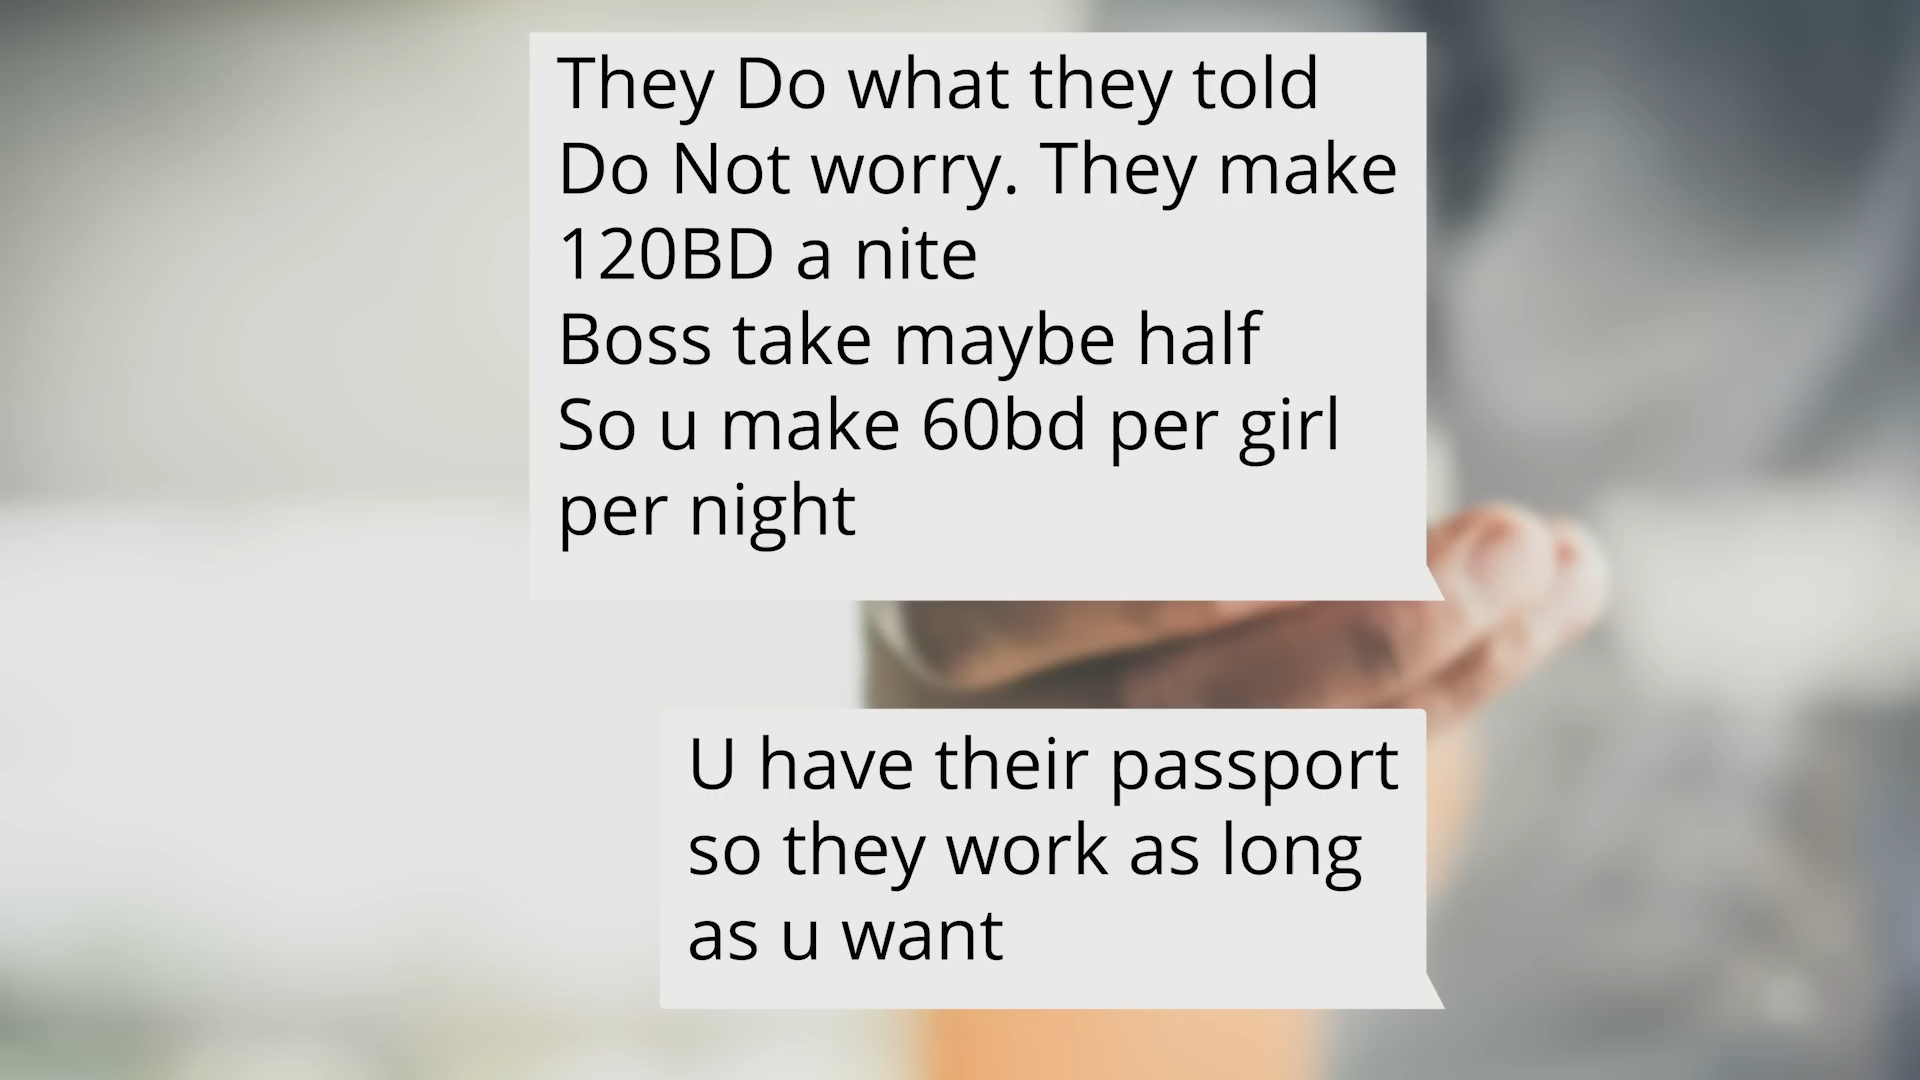 They Do what they told
Do Not worry. They make
120BD a nite
Boss take maybe half
So u make 60bd per girl
per night
U have their passport
so they work as long
as u want